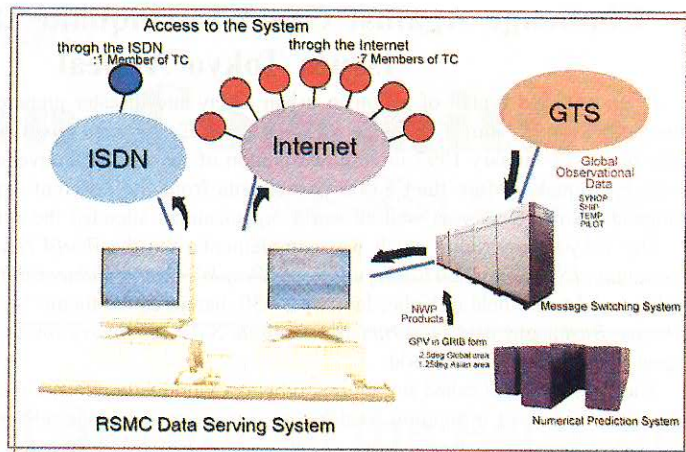 Access to the System
throgh the ISDN
:1 Member of TC
throgh the Internet
:7 Members of TC
ISDN
Internet
GTS
Global
Observational
Data
SYNOP
SHIP
TEMP
PILOT
Message Switching System
NWP
Products
GPV in GRIB form
2.5deg Global area
1.25deg Asian area
Numerical Prediction System
RSMC Data Serving System